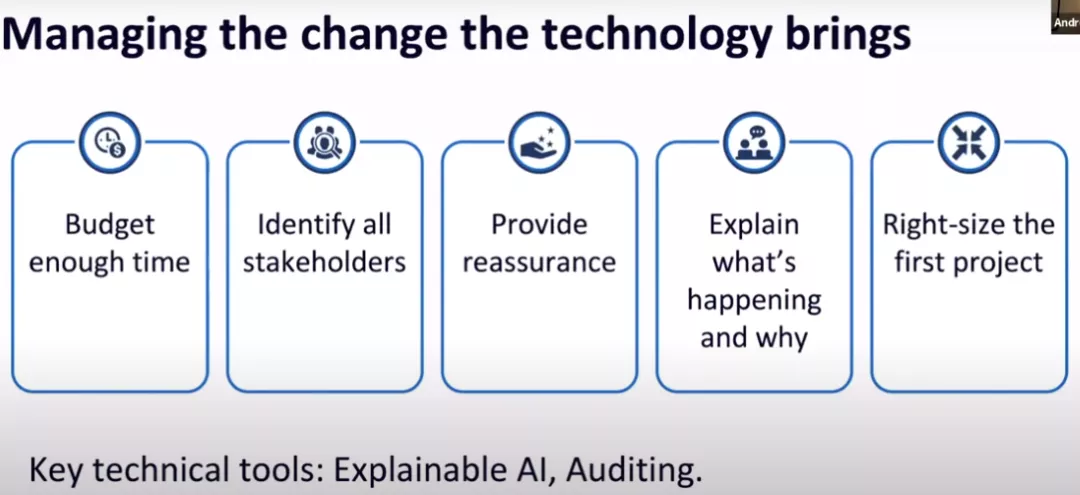 Managing the change the technology brings
Andr
Budget
enough time
Identify all
stakeholders
Provide
reassurance
Explain
what's
happening
and why
Right-size the
first project
Key technical tools: Explainable AI, Auditing.